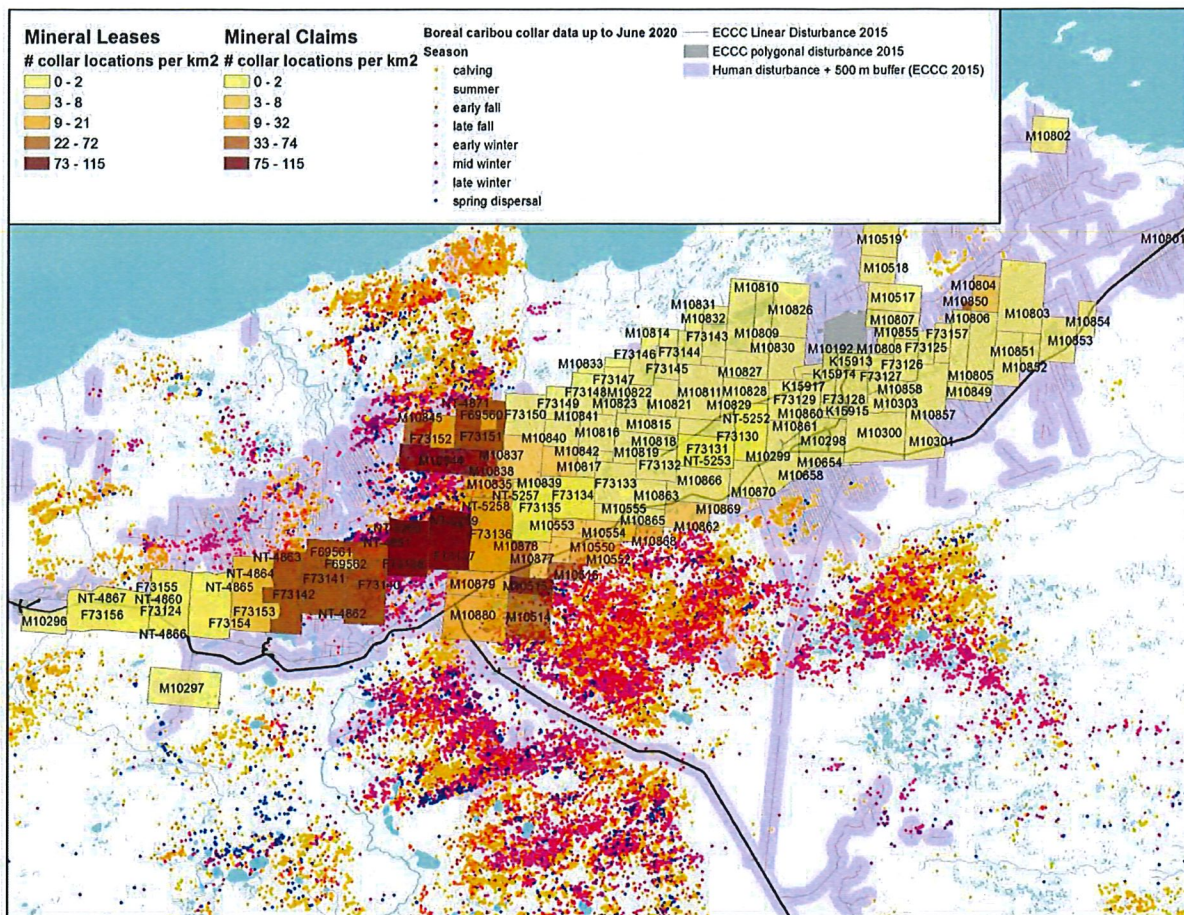 Mineral Leases
# collar locations per km2
0 - 2
3 - 8
9 - 21
22 - 72
73 - 115
Mineral Claims
# collar locations per km2
0 - 2
3 - 8
9 - 32
33 - 74
75 - 115
Boreal caribou collar data up to June 2020
Season
calving
summer
early fall
late fall
early winter
mid winter
late winter
spring dispersal
ECCC Linear Disturbance 2015
ECCC polygonal disturbance 2015
Human disturbance + 500 m buffer (ECCC 2015)
M10802
M10519
M10801
M10518
M10810
M10804
M10831
M10826
M10517
M10850
M10832
M10807
M10806
M10803
M10854
M10814
F73143
M10809
M10855
F73157
M10853
F73146
F73144
M10830
M10192
M10808
F73125
M10851
M10833
F73145
K15913
F73126
M10852
F73147
M10827
K15914
F73127
M10805
NT-4871
F73148
M10822
M10811
M10828
K15917
M10858
M10849
M10845
F69560
F73150
F73149
M10823
M10821
M10829
F73129
F73128
M10303
M10841
NT-5252
M10860
K15915
M10857
F73152
F73151
M10840
M10816
M10815
F73130
M10861
M10300
M10301
M10837
M10842
M10818
F73131
M10298
M10838
M10817
M10819
F73132
NT-5253
M10299
M10654
M10835
M10839
F73133
M10866
M10658
NT-5257
F73134
M10863
M10870
NT-5258
F73135
M10555
M10869
M10553
M10865
M10862
F73136
M10554
M10868
NT-4863
F69561
M10878
M10550
F69562
M10877
M10552
NT-4864
F73141
F73155
NT-4865
M10879
NT-4867
NT-4860
F73142
F73156
F73124
F73153
NT-4862
M10880
M10514
M10296
F73154
NT-4866
M10297